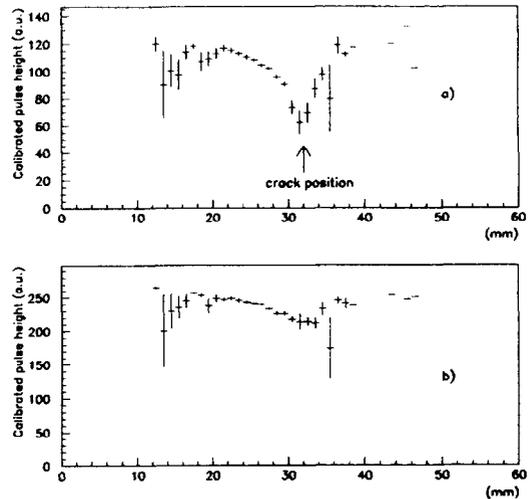 Calibrated pulse height (a.u.)
140
120
100
80
60
40
20
0
a)
crack position
0 10 20 30 40 50 60
(mm)
Calibrated pulse height (a.u.)
250
200
150
100
50
0
b)
0 10 20 30 40 50 60
(mm)